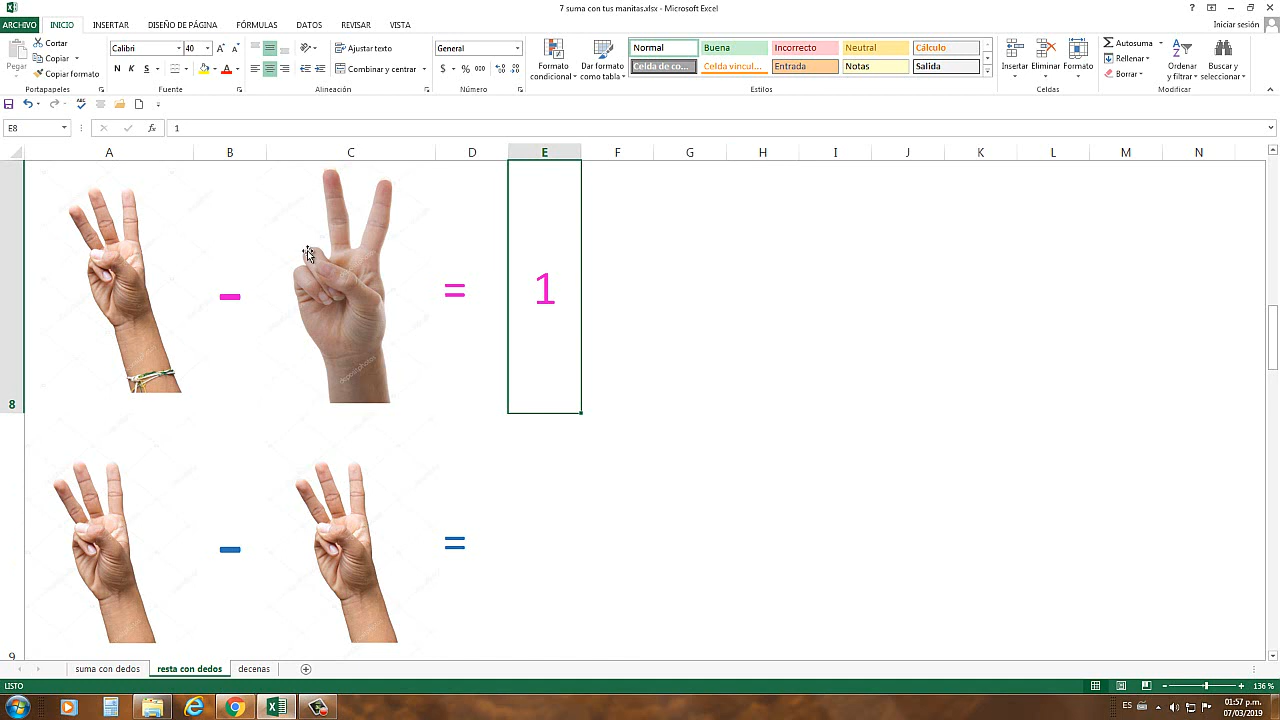 7 suma con tus manitas.xlsx - Microsoft Excel
ARCHIVO INICIO INSERTAR DISEÑO DE PÁGINA FÓRMULAS DATOS REVISAR VISTA Iniciar sesión
Pegar
Cortar
Copiar
Copiar formato
Portapapeles
Calibri 40
N K S
Fuente
Ajustar texto
Combinar y centrar
Alineación
General
$ % 000
Número
Formato condicional
Dar formato como tabla
Normal Buena Incorrecto Neutral Cálculo
Celda de co... Celda vincul... Entrada Notas Salida
Estilos
Insertar Eliminar Formato
Celdas
Autosuma
Rellenar
Borrar
Ordenar y filtrar
Buscar y seleccionar
Modificar
E8 fx 1
A B C D E F G H I J K L M N
8
- = 1
9
- =
suma con dedos resta con dedos decenas
LISTO 136 %
ES 01:57 p.m.
07/03/2019